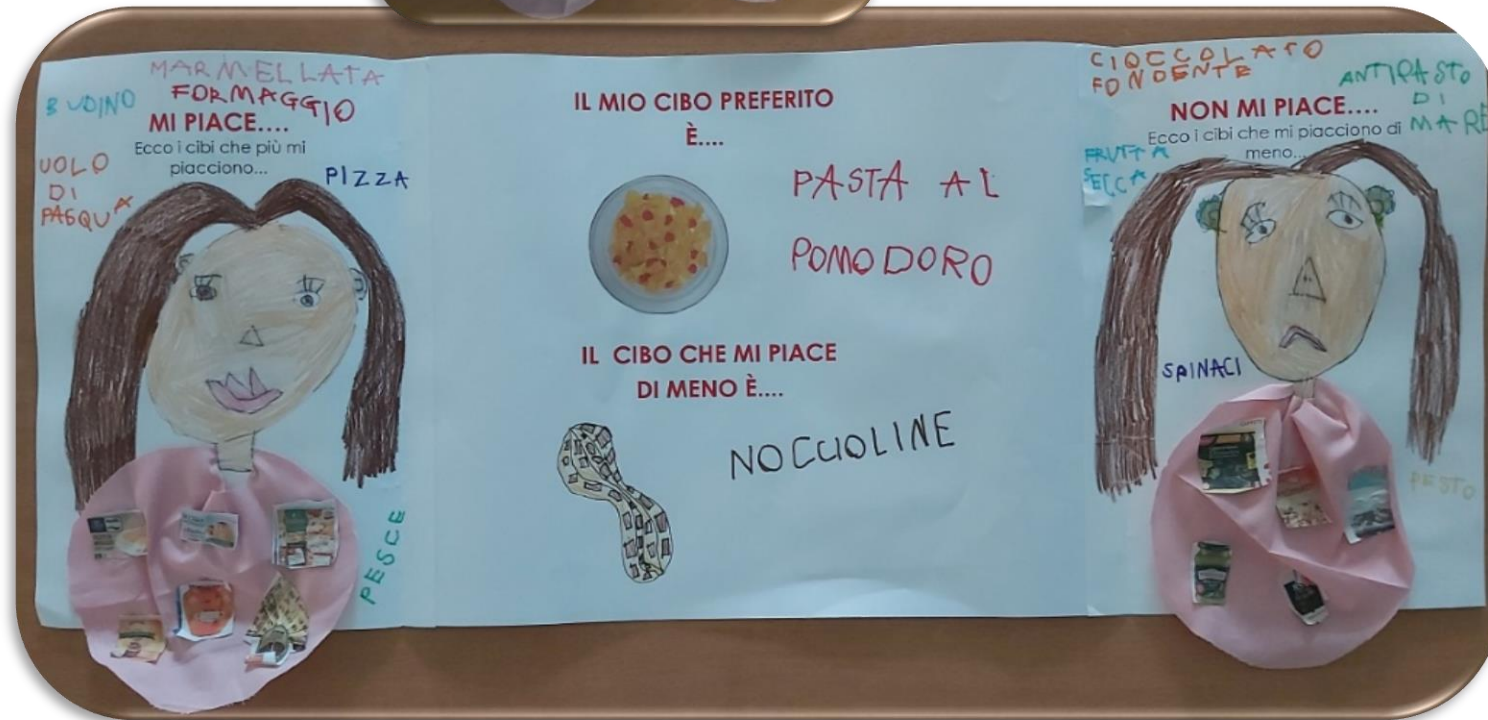 MARMELLATA
BUDINO
FORMAGGIO
MI PIACE....
Ecco i cibi che più mi
piacciono...
UOLO
DI
PASQUA
PIZZA
PESCE
IL MIO CIBO PREFERITO
È....
PASTA AL
POMODORO
IL CIBO CHE MI PIACE
DI MENO È....
NOCCIOLINE
CIOCCOLATO
FONDENTE
ANTIPASTO
DI
MARE
NON MI PIACE....
Ecco i cibi che mi piacciono di
meno...
FRUTTA
SECCA
SPINACI
PESTO